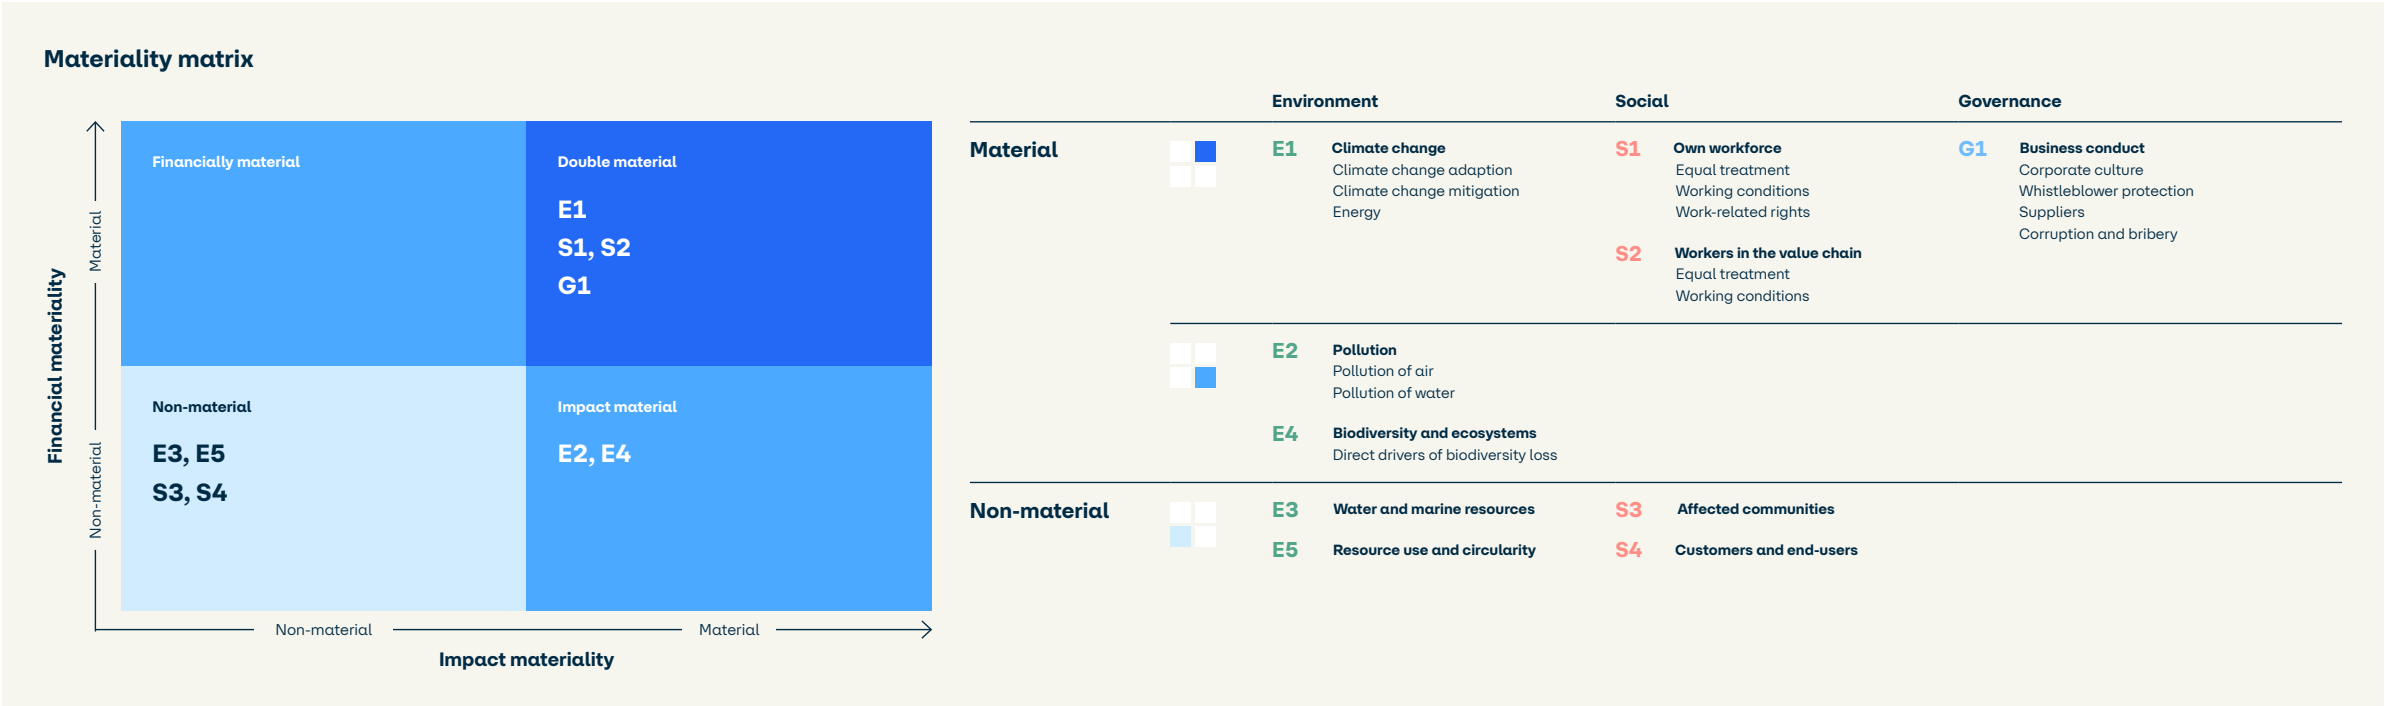 Materiality matrix
Financial materiality
Material
Non-material
Financially material
Double material
E1
S1, S2
G1
Non-material
E3, E5
S3, S4
Impact material
E2, E4
Non-material
Material
Impact materiality
Environment
Social
Governance
Material
E1 Climate change
Climate change adaption
Climate change mitigation
Energy
S1 Own workforce
Equal treatment
Working conditions
Work-related rights
S2 Workers in the value chain
Equal treatment
Working conditions
G1 Business conduct
Corporate culture
Whistleblower protection
Suppliers
Corruption and bribery
E2 Pollution
Pollution of air
Pollution of water
E4 Biodiversity and ecosystems
Direct drivers of biodiversity loss
Non-material
E3 Water and marine resources
E5 Resource use and circularity
S3 Affected communities
S4 Customers and end-users